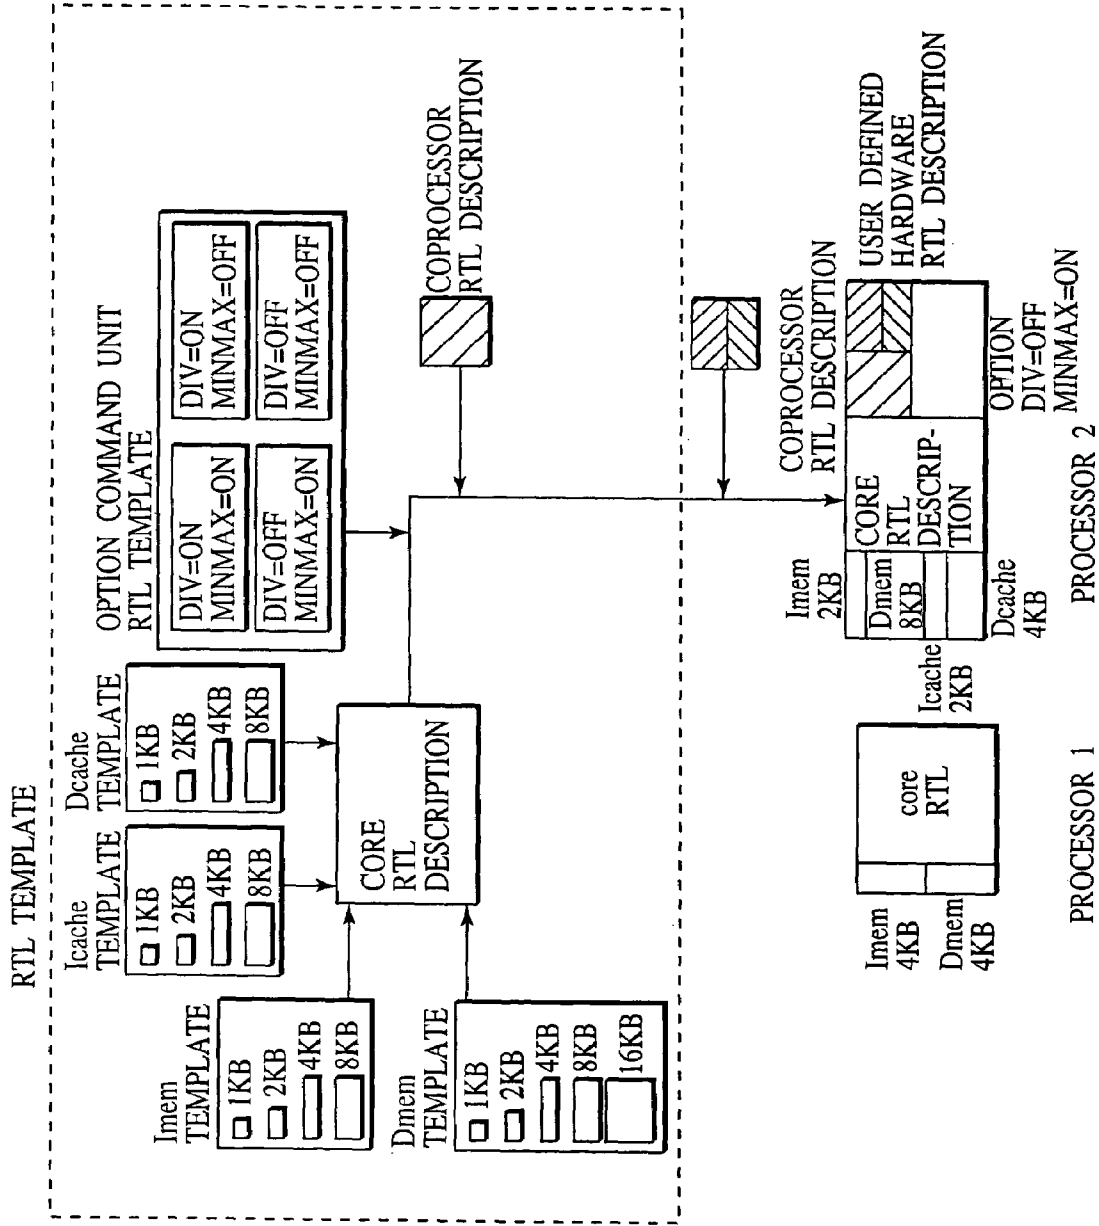 RTL TEMPLATE
Imem
TEMPLATE
1KB
2KB
4KB
8KB
Dmem
TEMPLATE
1KB
2KB
4KB
8KB
16KB
Icache
TEMPLATE
1KB
2KB
4KB
8KB
Dcache
TEMPLATE
1KB
2KB
4KB
8KB
CORE
RTL
DESCRIPTION
OPTION COMMAND UNIT
RTL TEMPLATE
DIV=ON
MINMAX=ON
DIV=ON
MINMAX=OFF
DIV=OFF
MINMAX=ON
DIV=OFF
MINMAX=OFF
COPROCESSOR
RTL DESCRIPTION
Imem
4KB
Dmem
4KB
core
RTL
PROCESSOR 1
Imem
2KB
Dmem
8KB
Icache
2KB
Dcache
4KB
CORE
RTL
DESCRIP-
TION
COPROCESSOR
RTL DESCRIPTION
USER DEFINED
HARDWARE
RTL DESCRIPTION
OPTION
DIV=OFF
MINMAX=ON
PROCESSOR 2